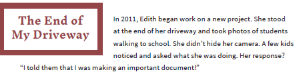 The End of
My Driveway
In 2011, Edith began work on a new project. She stood
at the end of her driveway and took photos of students
walking to school. She didn't hide her camera. A few kids
noticed and asked what she was doing. Her response?
"I told them that I was making an important document!"